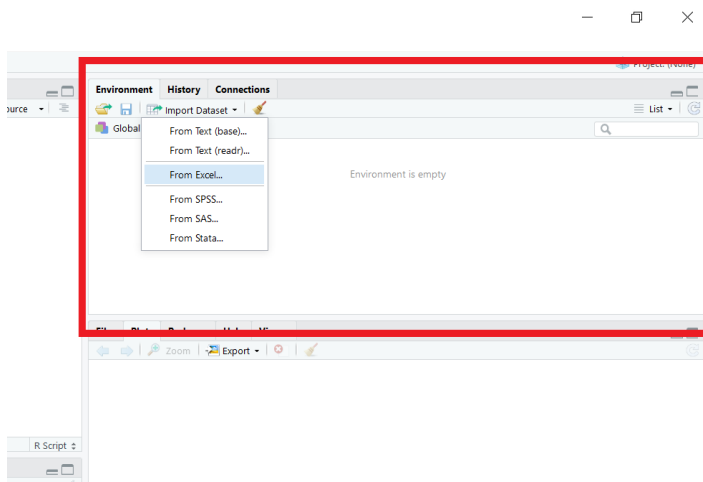 Project: (None)
Environment History Connections
Import Dataset
List
Global
From Text (base)...
From Text (readr)...
From Excel...
From SPSS...
From SAS...
From Stata...
Environment is empty
Zoom Export
R Script